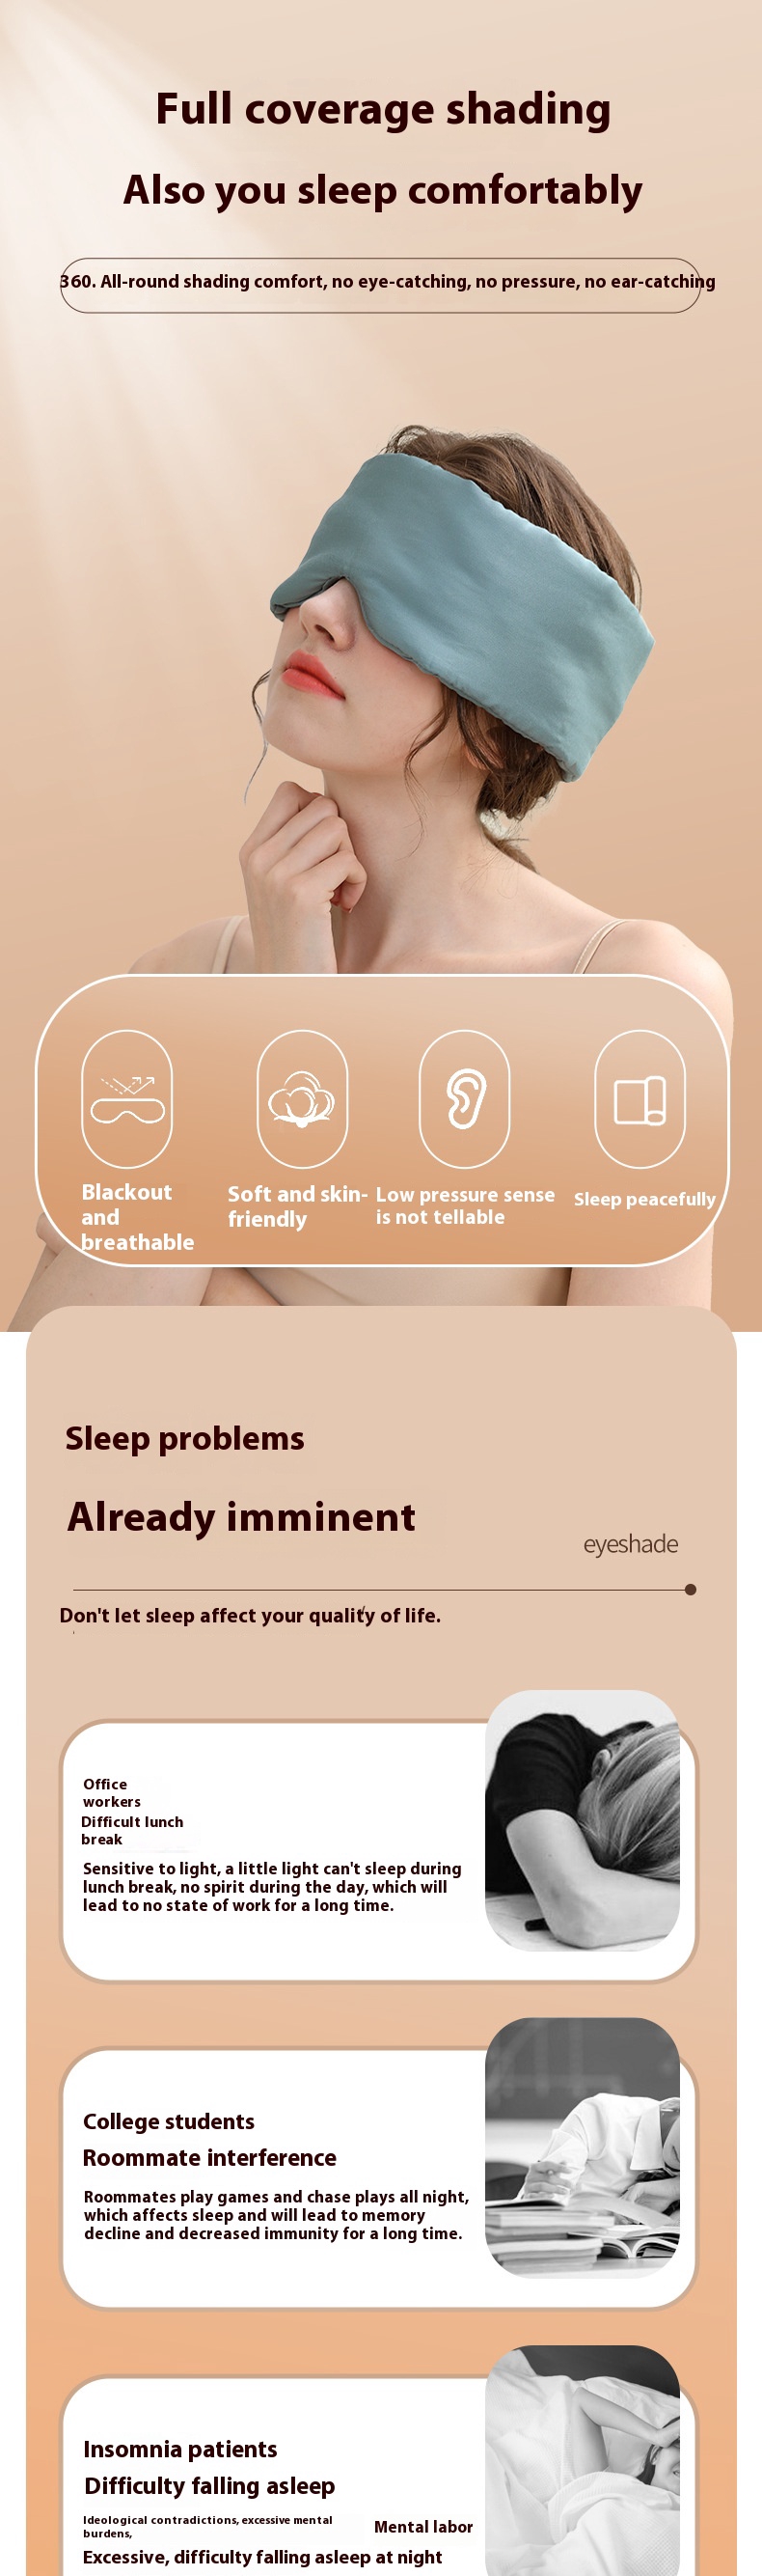 Full coverage shading
Also you sleep comfortably
360. All-round shading comfort, no eye-catching, no pressure, no ear-catching
Blackout
and
breathable
Soft and skin-
friendly
Low pressure sense
is not tellable
Sleep peacefully
Sleep problems
Already imminent
eyeshade
Don't let sleep affect your quality of life.
Office
workers
Difficult lunch
break
Sensitive to light, a little light can't sleep during
lunch break, no spirit during the day, which will
lead to no state of work for a long time.
College students
Roommate interference
Roommates play games and chase plays all night,
which affects sleep and will lead to memory
decline and decreased immunity for a long time.
Insomnia patients
Difficulty falling asleep
Ideological contradictions, excessive mental
burdens,
Mental labor
Excessive, difficulty falling asleep at night